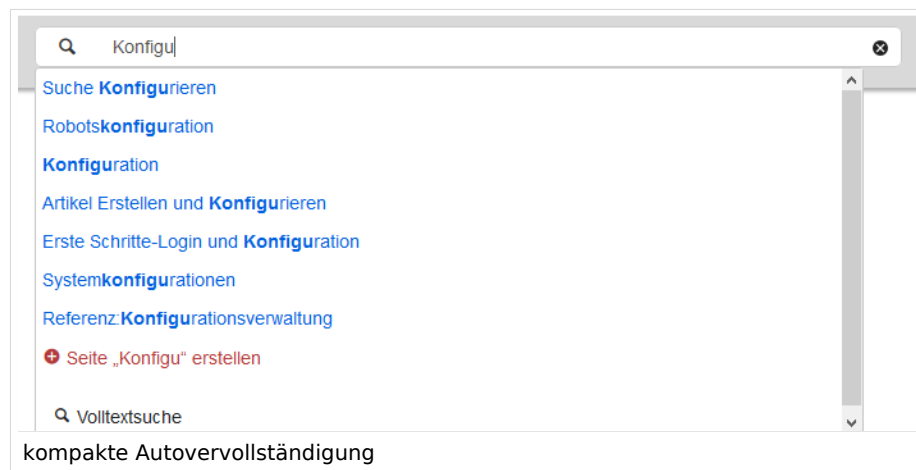 Konfigu
Suche Konfigurieren
Robotskonfiguration
Konfiguration
Artikel Erstellen und Konfigurieren
Erste Schritte-Login und Konfiguration
Systemkonfigurationen
Referenz:Konfigurationsverwaltung
Seite „Konfigu“ erstellen
Volltextsuche
kompakte Autovervollständigung